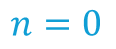 n = 0